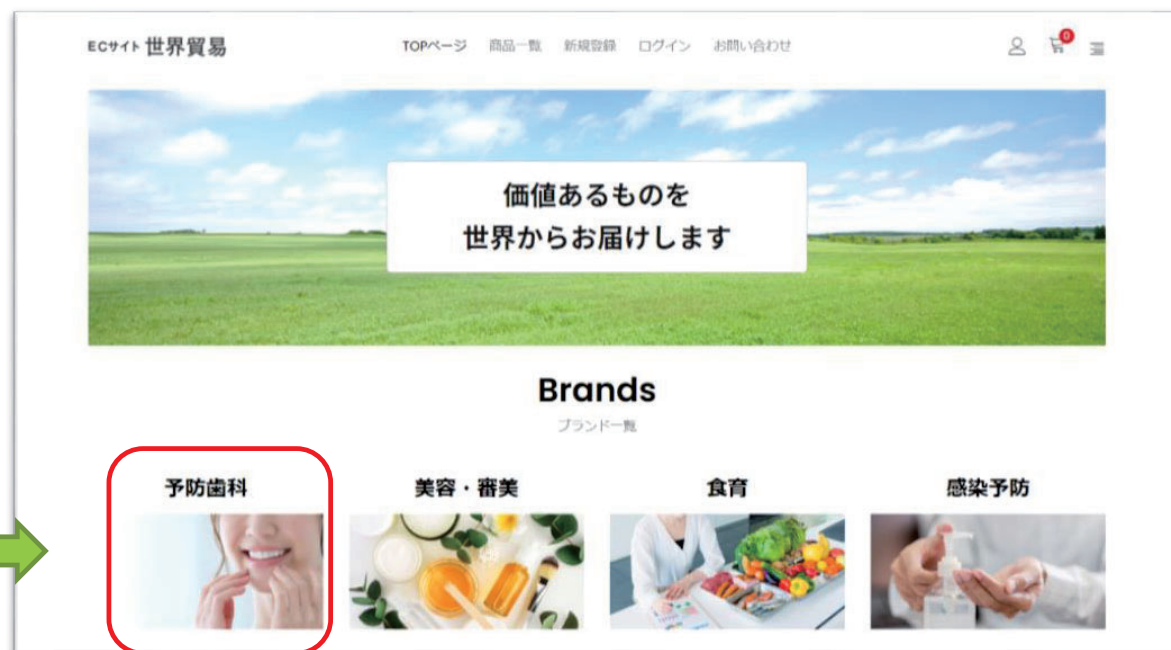 ECサイト 世界貿易
TOPページ 商品一覧 新規登録 ログイン お問い合わせ
0
価値あるものを
世界からお届けします
Brands
ブランド一覧
予防歯科 美容・審美 食育 感染予防